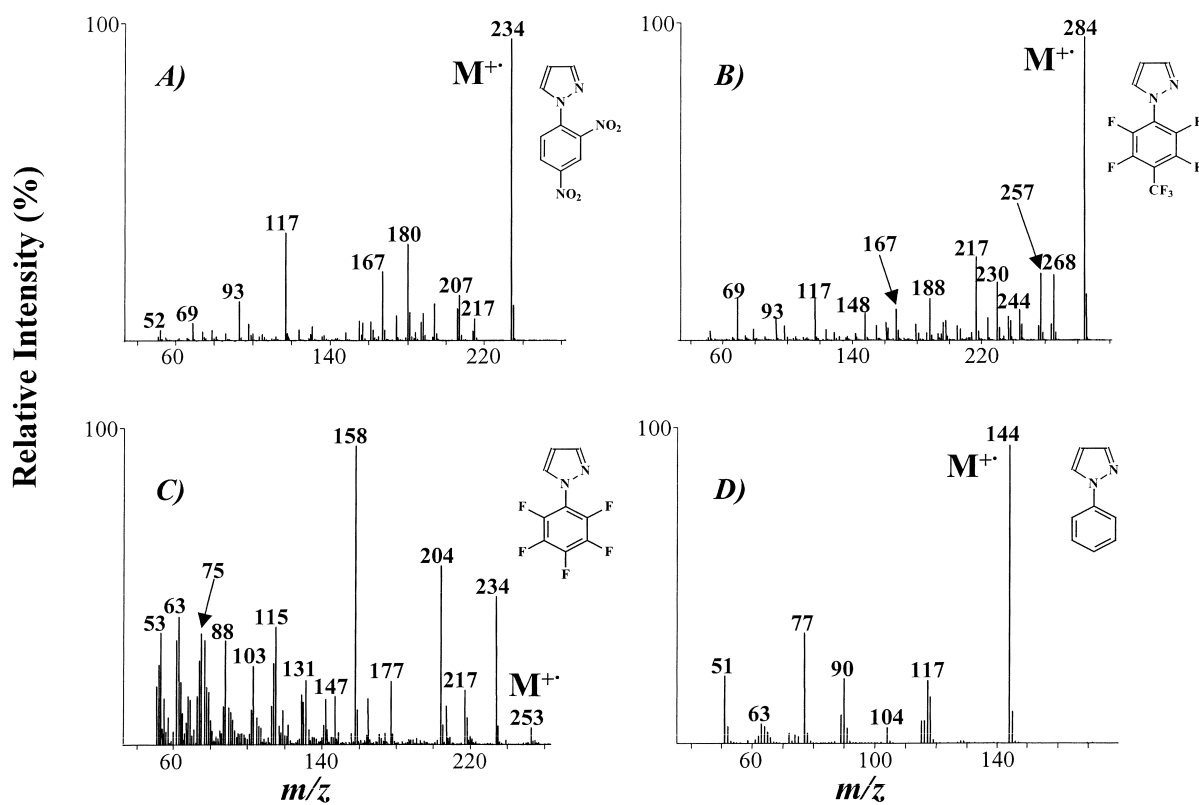 Relative Intensity (%)
100
A)
M+·
234
N
N
NO2
NO2
117
180
167
93
207
217
69
52
60
140
220
100
B)
M+·
284
N
N
F
F
F
F
CF3
257
167
217
268
230
188
244
69
117
148
93
60
140
220
100
C)
158
N
N
F
F
F
F
F
204
234
75
63
53
115
88
103
131
147
177
217
M+·
253
60
140
220
m/z
100
D)
M+·
144
N
N
77
51
90
117
63
104
60
100
140
m/z